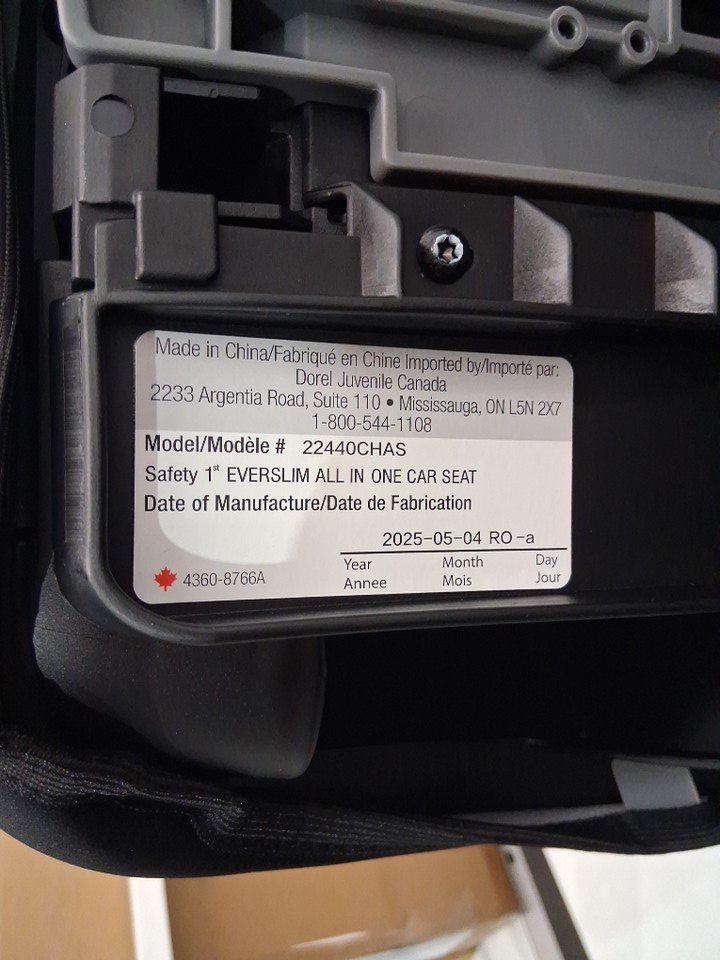 Made in China/Fabriqué en Chine Imported by/Importé par:
Dorel Juvenile Canada
2233 Argentia Road, Suite 110 • Mississauga, ON L5N 2X7
1-800-544-1108
Model/Modèle # 22440CHAS
Safety 1st EVERSLIM ALL IN ONE CAR SEAT
Date of Manufacture/Date de Fabrication
2025-05-04 RO-a
Year Month Day
Annee Mois Jour
4360-8766A